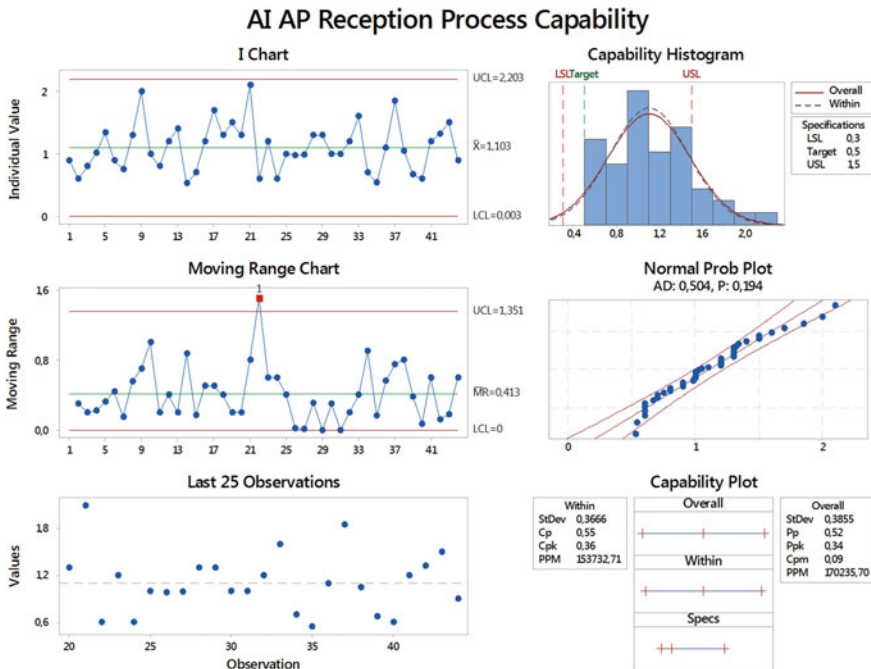 AI AP Reception Process Capability
I Chart
Individual Value
2
1
0
1 5 9 13 17 21 25 29 33 37 41
UCL=2,203
X̄=1,103
LCL=0,003
Capability Histogram
LSL Target USL
0,4 0,8 1,2 1,6 2,0
Overall
Within
Specifications
LSL 0,3
Target 0,5
USL 1,5
Moving Range Chart
Moving Range
1,6
0,8
0,0
1
1 5 9 13 17 21 25 29 33 37 41
UCL=1,351
M̅R̅=0,413
LCL=0
Normal Prob Plot
AD: 0,504, P: 0,194
0 1 2
Last 25 Observations
Values
1,8
1,2
0,6
20 25 30 35 40
Observation
Capability Plot
Within
StDev 0,3666
Cp 0,55
Cpk 0,36
PPM 153732,71
Overall
Within
Specs
Overall
StDev 0,3855
Pp 0,52
Ppk 0,34
Cpm 0,09
PPM 170235,70